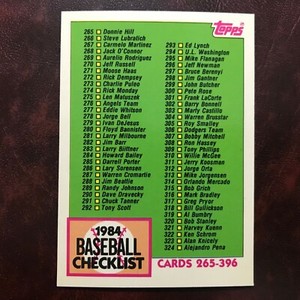 Topps
265 Donnie Hill
266 Steve Lubratich
267 Carmelo Martinez
268 Jack O'Connor
269 Aurelio Rodriguez
270 Jeff Russell
271 Moose Haas
272 Rick Dempsey
273 Charlie Puleo
274 Rick Monday
275 Len Matuszek
276 Angels Team
277 Eddie Whitson
278 Jorge Bell
279 Ivan DeJesus
280 Floyd Bannister
281 Larry Milbourne
282 Jim Barr
283 Larry Biittner
284 Howard Bailey
285 Darrell Porter
286 Lary Sorensen
287 Warren Cromartie
288 Jim Beattie
289 Randy Johnson
290 Dave Dravecky
291 Chuck Tanner
292 Tony Scott
293 Ed Lynch
294 U.L. Washington
295 Mike Flanagan
296 Jeff Newman
297 Bruce Berenyi
298 Jim Gantner
299 John Butcher
300 Pete Rose
301 Frank LaCorte
302 Barry Bonnell
303 Marty Castillo
304 Warren Brusstar
305 Roy Smalley
306 Dodgers Team
307 Bobby Mitchell
308 Ron Hassey
309 Tony Phillips
310 Willie McGee
311 Jerry Koosman
312 Jorge Orta
313 Mike Jorgensen
314 Orlando Mercado
315 Bob Grich
316 Mark Bradley
317 Greg Pryor
318 Bill Gullickson
319 Al Bumbry
320 Bob Stanley
321 Harvey Kuenn
322 Ken Schrom
323 Alan Knicely
324 Alejandro Pena
1984
BASEBALL
CHECKLIST
CARDS 265-396